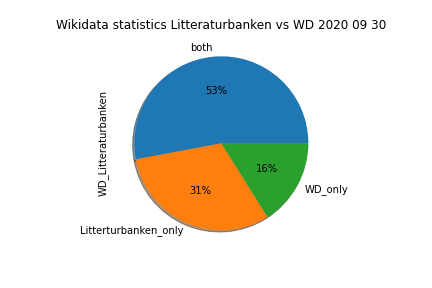 Wikidata statistics Litteraturbanken vs WD 2020 09 30
both
53%
WD_Litteraturbanken
16%
31%
WD_only
Litterturbanken_only